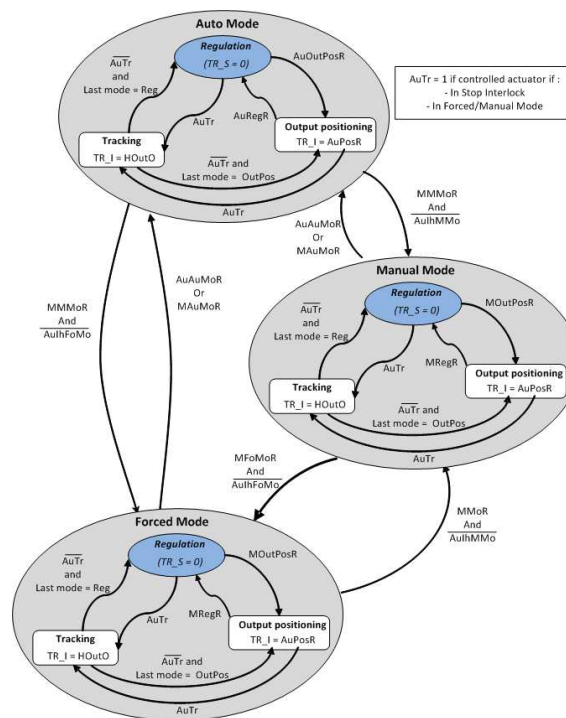 Auto Mode
Regulation
(TR_S = 0)
AuTr
and
Last mode = Reg
AuOutPosR
AuTr
AuRegR
Tracking
TR_I = HOutO
Output positioning
TR_I = AuPosR
AuTr and
Last mode = OutPos
AuTr
AuTr = 1 if controlled actuator if :
- In Stop Interlock
- In Forced/Manual Mode
AuAuMoR
Or
MAuMoR
MMMoR
And
AuIhMMo
MMMoR
And
AuIhFoMo
AuAuMoR
Or
MAuMoR
Manual Mode
Regulation
(TR_S = 0)
AuTr
and
Last mode = Reg
MOutPosR
AuTr
MRegR
Tracking
TR_I = HOutO
Output positioning
TR_I = AuPosR
AuTr and
Last mode = OutPos
AuTr
MFoMoR
And
AuIhFoMo
MMoR
And
AuIhMMo
Forced Mode
Regulation
(TR_S = 0)
AuTr
and
Last mode = Reg
MOutPosR
AuTr
MRegR
Tracking
TR_I = HOutO
Output positioning
TR_I = AuPosR
AuTr and
Last mode = OutPos
AuTr